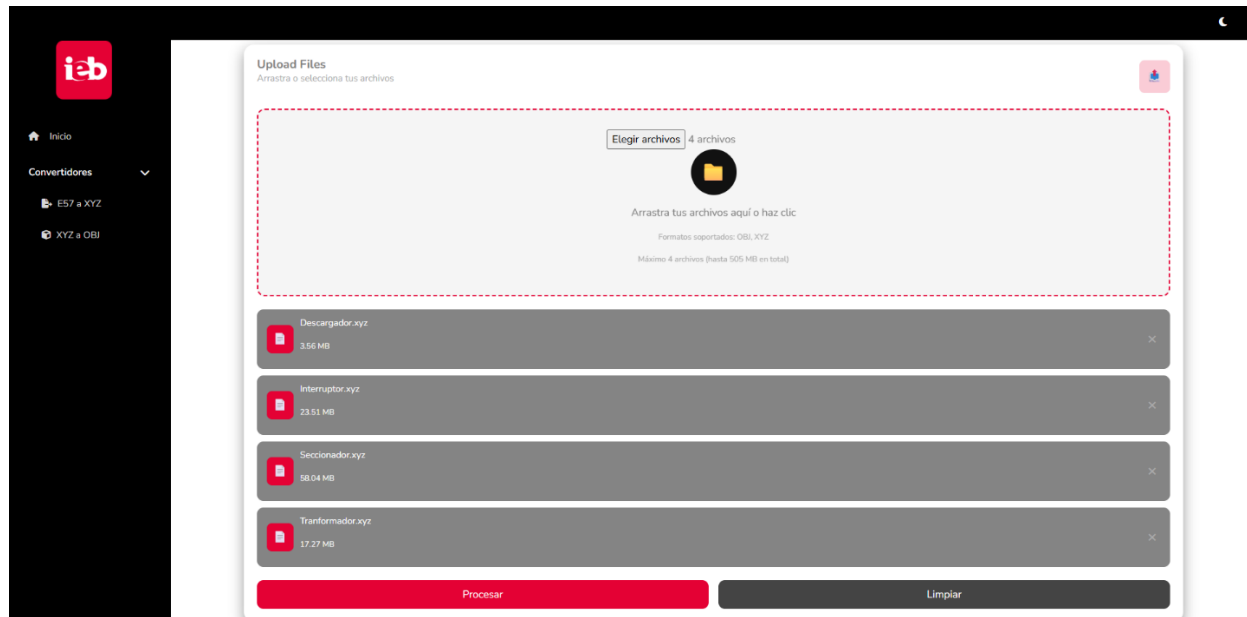 ieb
Inicio
Convertidores
E57 a XYZ
XYZ a OBJ
Upload Files
Arrastra o selecciona tus archivos
Elegir archivos 4 archivos
Arrastra tus archivos aquí o haz clic
Formatos soportados: OBJ, XYZ
Máximo 4 archivos (hasta 505 MB en total)
Descargador.xyz
3.56 MB
Interruptor.xyz
23.51 MB
Seccionador.xyz
58.04 MB
Tranformador.xyz
17.27 MB
Procesar
Limpiar